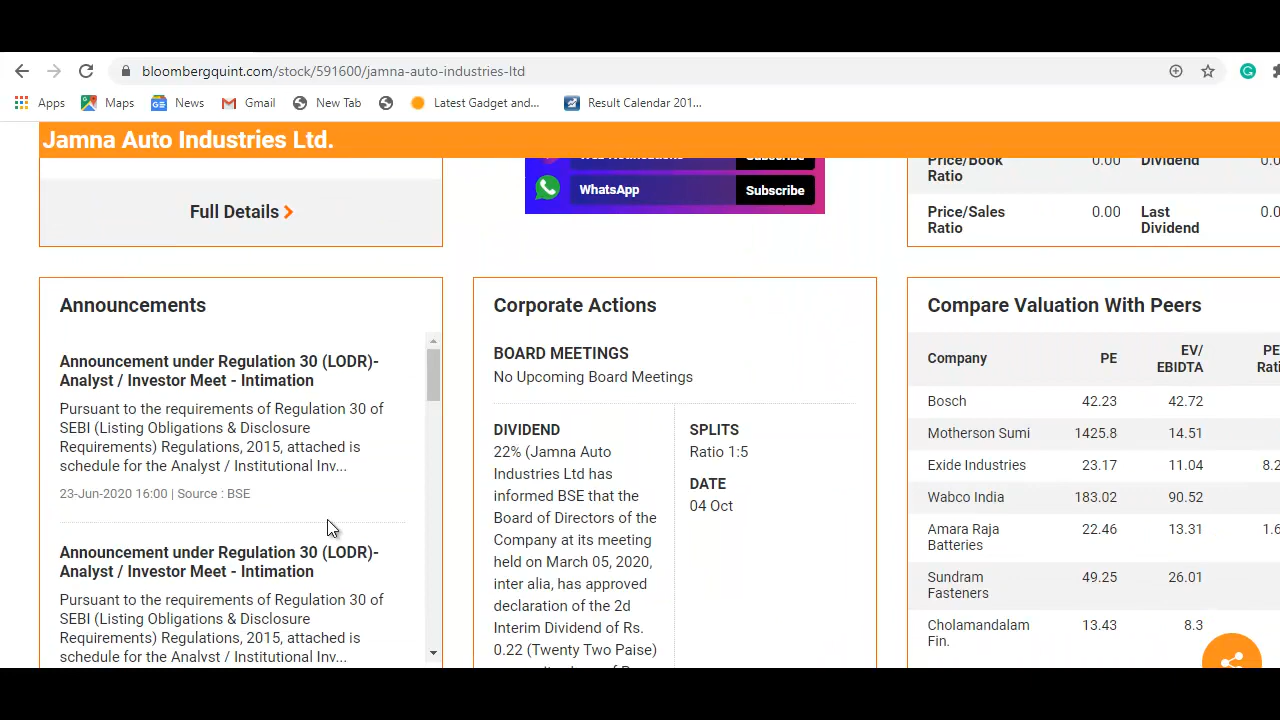 bloombergquint.com/stock/591600/jamna-auto-industries-ltd
Apps Maps News Gmail New Tab Latest Gadget and... Result Calendar 201...
Jamna Auto Industries Ltd.
Full Details
Subscribe
WhatsApp Subscribe
Price/Book Ratio 0.00 Dividend
Price/Sales Ratio 0.00 Last Dividend
Announcements
Announcement under Regulation 30 (LODR)-
Analyst / Investor Meet - Intimation
Pursuant to the requirements of Regulation 30 of
SEBI (Listing Obligations & Disclosure
Requirements) Regulations, 2015, attached is
schedule for the Analyst / Institutional Inv...
23-Jun-2020 16:00 | Source : BSE
Announcement under Regulation 30 (LODR)-
Analyst / Investor Meet - Intimation
Pursuant to the requirements of Regulation 30 of
SEBI (Listing Obligations & Disclosure
Requirements) Regulations, 2015, attached is
schedule for the Analyst / Institutional Inv...
Corporate Actions
BOARD MEETINGS
No Upcoming Board Meetings
DIVIDEND
22% (Jamna Auto
Industries Ltd has
informed BSE that the
Board of Directors of the
Company at its meeting
held on March 05, 2020,
inter alia, has approved
declaration of the 2d
Interim Dividend of Rs.
0.22 (Twenty Two Paise)
SPLITS
Ratio 1:5
DATE
04 Oct
Compare Valuation With Peers
Company PE EV/ EBIDTA
Bosch 42.23 42.72
Motherson Sumi 1425.8 14.51
Exide Industries 23.17 11.04 8.2
Wabco India 183.02 90.52
Amara Raja Batteries 22.46 13.31 1.6
Sundram Fasteners 49.25 26.01
Cholamandalam Fin. 13.43 8.3